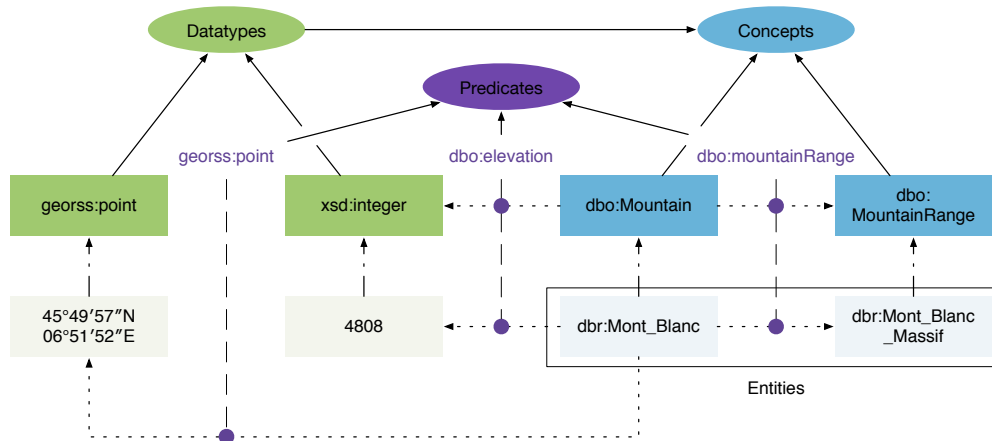 Datatypes
Concepts
Predicates
georss:point
dbo:elevation
dbo:mountainRange
georss:point
xsd:integer
dbo:Mountain
dbo:
MountainRange
45°49′57″N
06°51′52″E
4808
dbr:Mont_Blanc
dbr:Mont_Blanc
_Massif
Entities